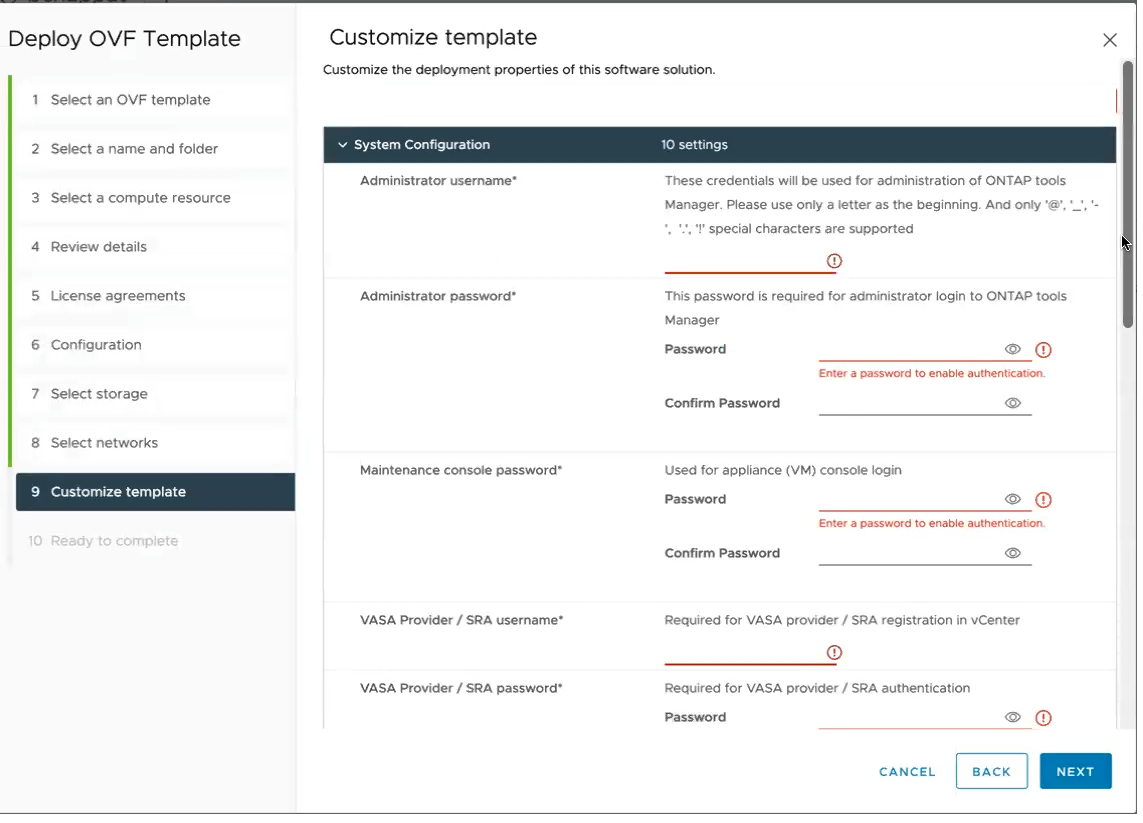 Deploy OVF Template
1 Select an OVF template
2 Select a name and folder
3 Select a compute resource
4 Review details
5 License agreements
6 Configuration
7 Select storage
8 Select networks
9 Customize template
10 Ready to complete
Customize template
Customize the deployment properties of this software solution.
System Configuration 10 settings
Administrator username* These credentials will be used for administration of ONTAP tools
Manager. Please use only a letter as the beginning. And only '@', '_', '-
', '.', '!' special characters are supported
Administrator password* This password is required for administrator login to ONTAP tools
Manager
Password
Enter a password to enable authentication.
Confirm Password
Maintenance console password* Used for appliance (VM) console login
Password
Enter a password to enable authentication.
Confirm Password
VASA Provider / SRA username* Required for VASA provider / SRA registration in vCenter
VASA Provider / SRA password* Required for VASA provider / SRA authentication
Password
CANCEL BACK NEXT